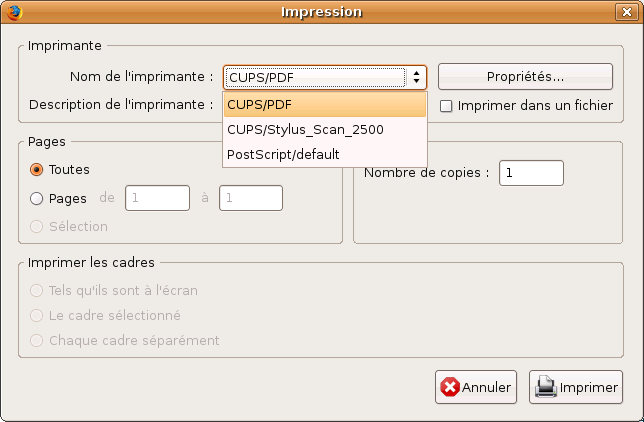 Impression
Imprimante
Nom de l'imprimante : CUPS/PDF Propriétés...
Description de l'imprimante : CUPS/PDF Imprimer dans un fichier
CUPS/Stylus_Scan_2500
PostScript/default
Pages
Toutes
Pages de 1 à 1
Sélection
Nombre de copies : 1
Imprimer les cadres
Tels qu'ils sont à l'écran
Le cadre sélectionné
Chaque cadre séparément
Annuler Imprimer